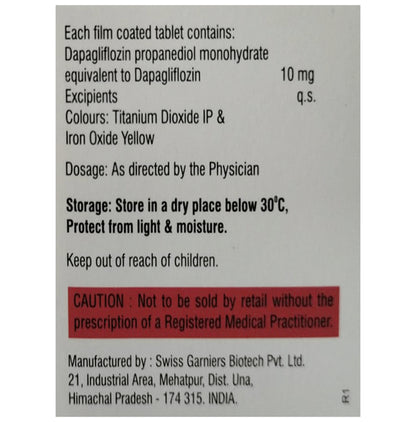 Each film coated tablet contains:
Dapagliflozin propanediol monohydrate
equivalent to Dapagliflozin 10 mg
Excipients q.s.
Colours: Titanium Dioxide IP &
Iron Oxide Yellow
Dosage: As directed by the Physician
Storage: Store in a dry place below 30°C,
Protect from light & moisture.
Keep out of reach of children.
CAUTION : Not to be sold by retail without the
prescription of a Registered Medical Practitioner.
Manufactured by : Swiss Garniers Biotech Pvt. Ltd.
21, Industrial Area, Mehatpur, Dist. Una,
Himachal Pradesh - 174 315. INDIA.
R1